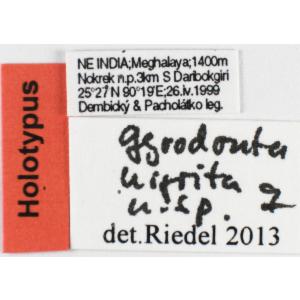 NE INDIA;Meghalaya;1400m
Nokrek n.p.3km S Daribokgiri
25°27'N 90°19'E;26.iv.1999
Dembický & Pacholátko leg.
Holotypus
Gyrodonta
nigrita
n.sp.
det.Riedel 2013